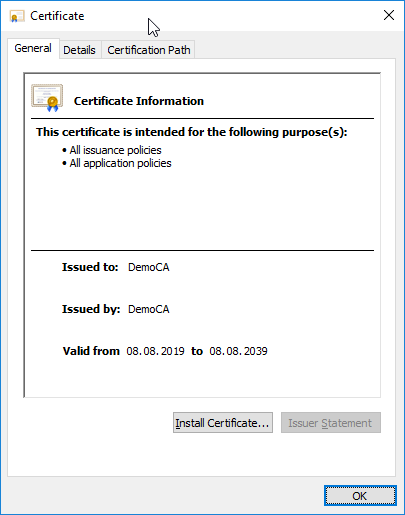 Certificate
General Details Certification Path
Certificate Information
This certificate is intended for the following purpose(s):
• All issuance policies
• All application policies
Issued to: DemoCA
Issued by: DemoCA
Valid from 08.08.2019 to 08.08.2039
Install Certificate... Issuer Statement
OK